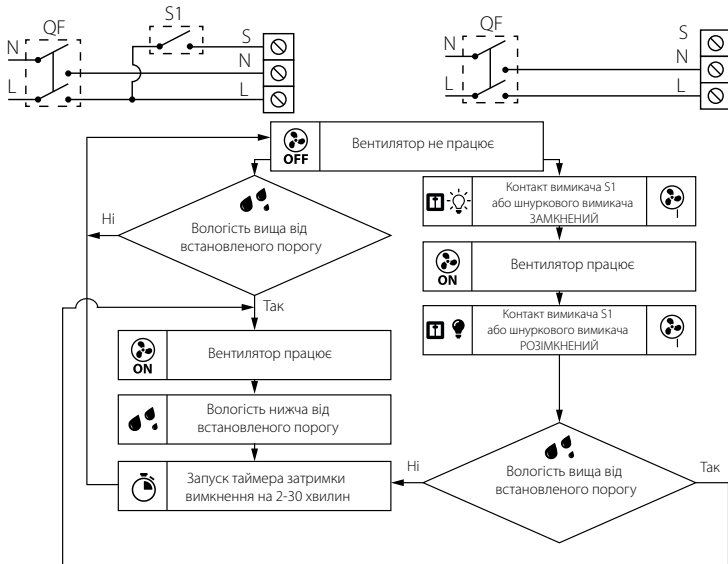 QF
S1
N
L
S
N
L
QF
N
L
S
N
L
OFF
Вентилятор не працює
Вологість вища від
встановленого порогу
Ні
Так
Контакт вимикача S1
або шнуркового вимикача
ЗАМКНЕНИЙ
ON
Вентилятор працює
Контакт вимикача S1
або шнуркового вимикача
РОЗІМКНЕНИЙ
ON
Вентилятор працює
Вологість нижча від
встановленого порогу
Запуск таймера затримки
вимкнення на 2-30 хвилин
Ні
Вологість вища від
встановленого порогу
Так